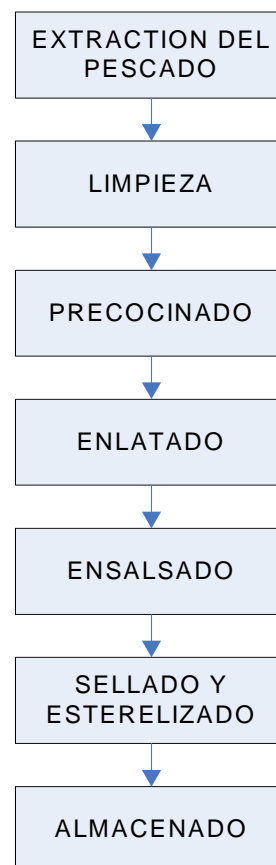 EXTRACTION DEL
PESCADO
LIMPIEZA
PRECOCINADO
ENLATADO
ENSALSADO
SELLADO Y
ESTERELIZADO
ALMACENADO